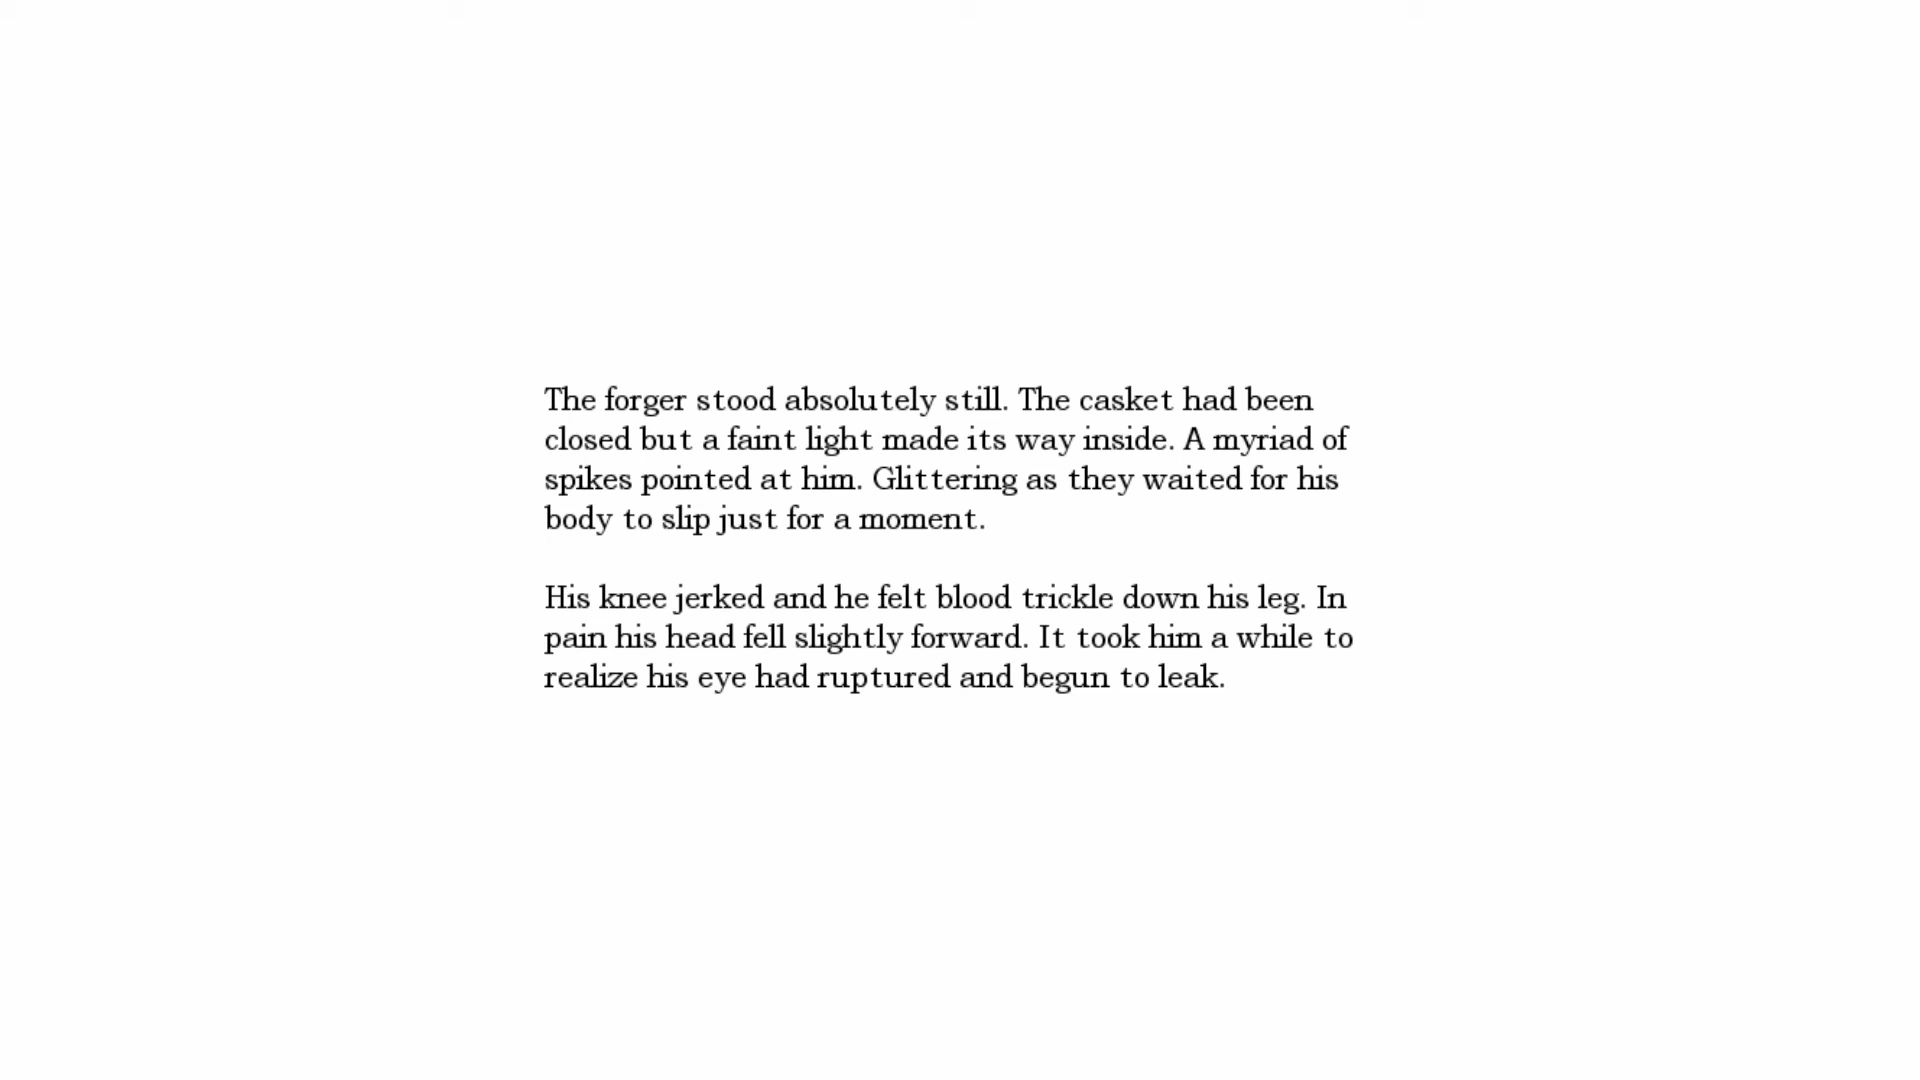 The forger stood absolutely still. The casket had been
closed but a faint light made its way inside. A myriad of
spikes pointed at him. Glittering as they waited for his
body to slip just for a moment.
His knee jerked and he felt blood trickle down his leg. In
pain his head fell slightly forward. It took him a while to
realize his eye had ruptured and begun to leak.